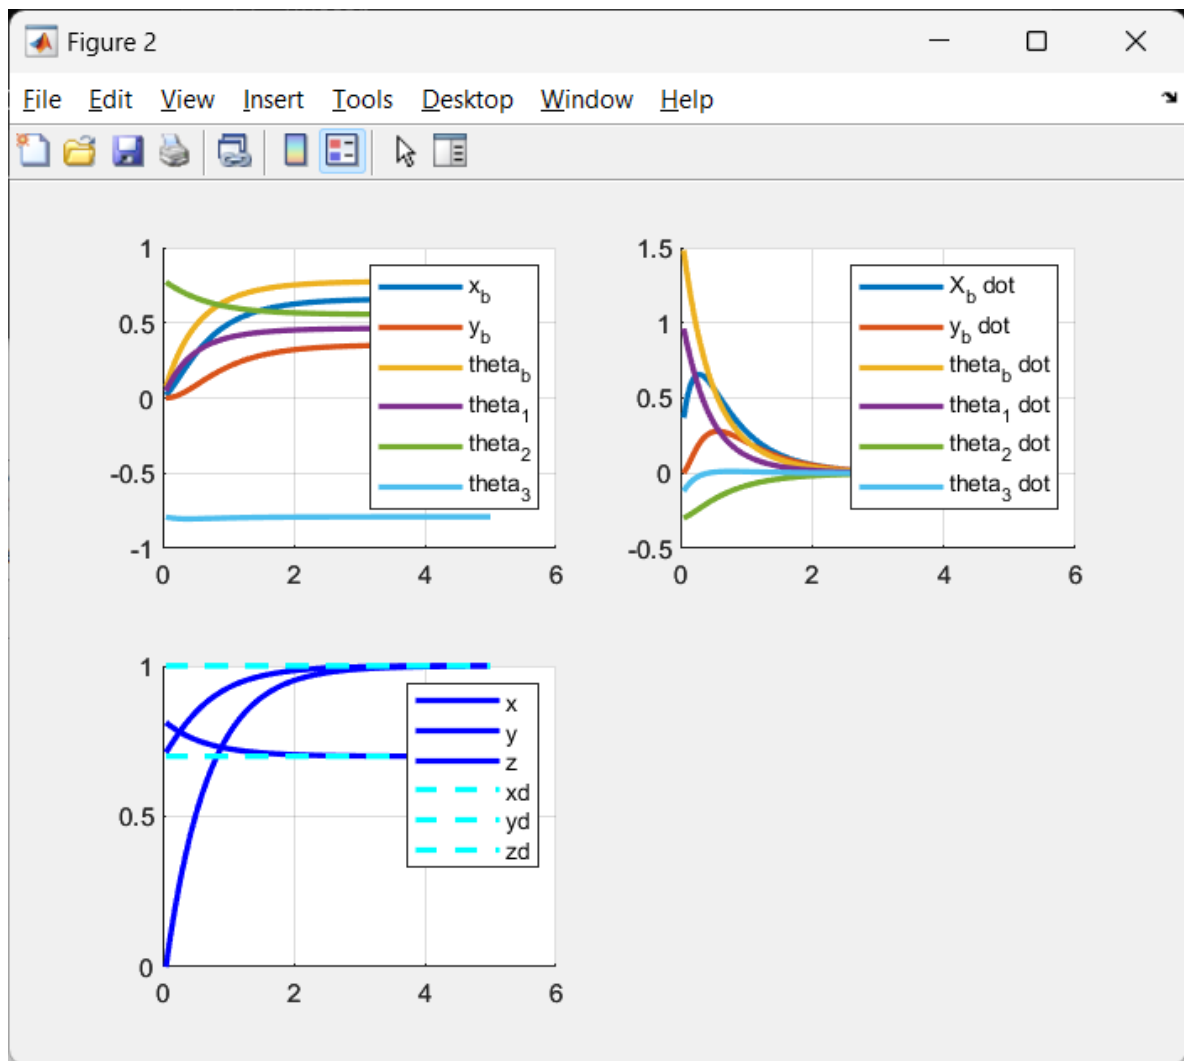 Figure 2
File Edit View Insert Tools Desktop Window Help
1
0.5
0
-0.5
-1
0 2 4 6
x_b
y_b
theta_b
theta_1
theta_2
theta_3
1.5
1
0.5
0
-0.5
0 2 4 6
X_b dot
y_b dot
theta_b dot
theta_1 dot
theta_2 dot
theta_3 dot
1
0.5
0
0 2 4 6
x
y
z
xd
yd
zd